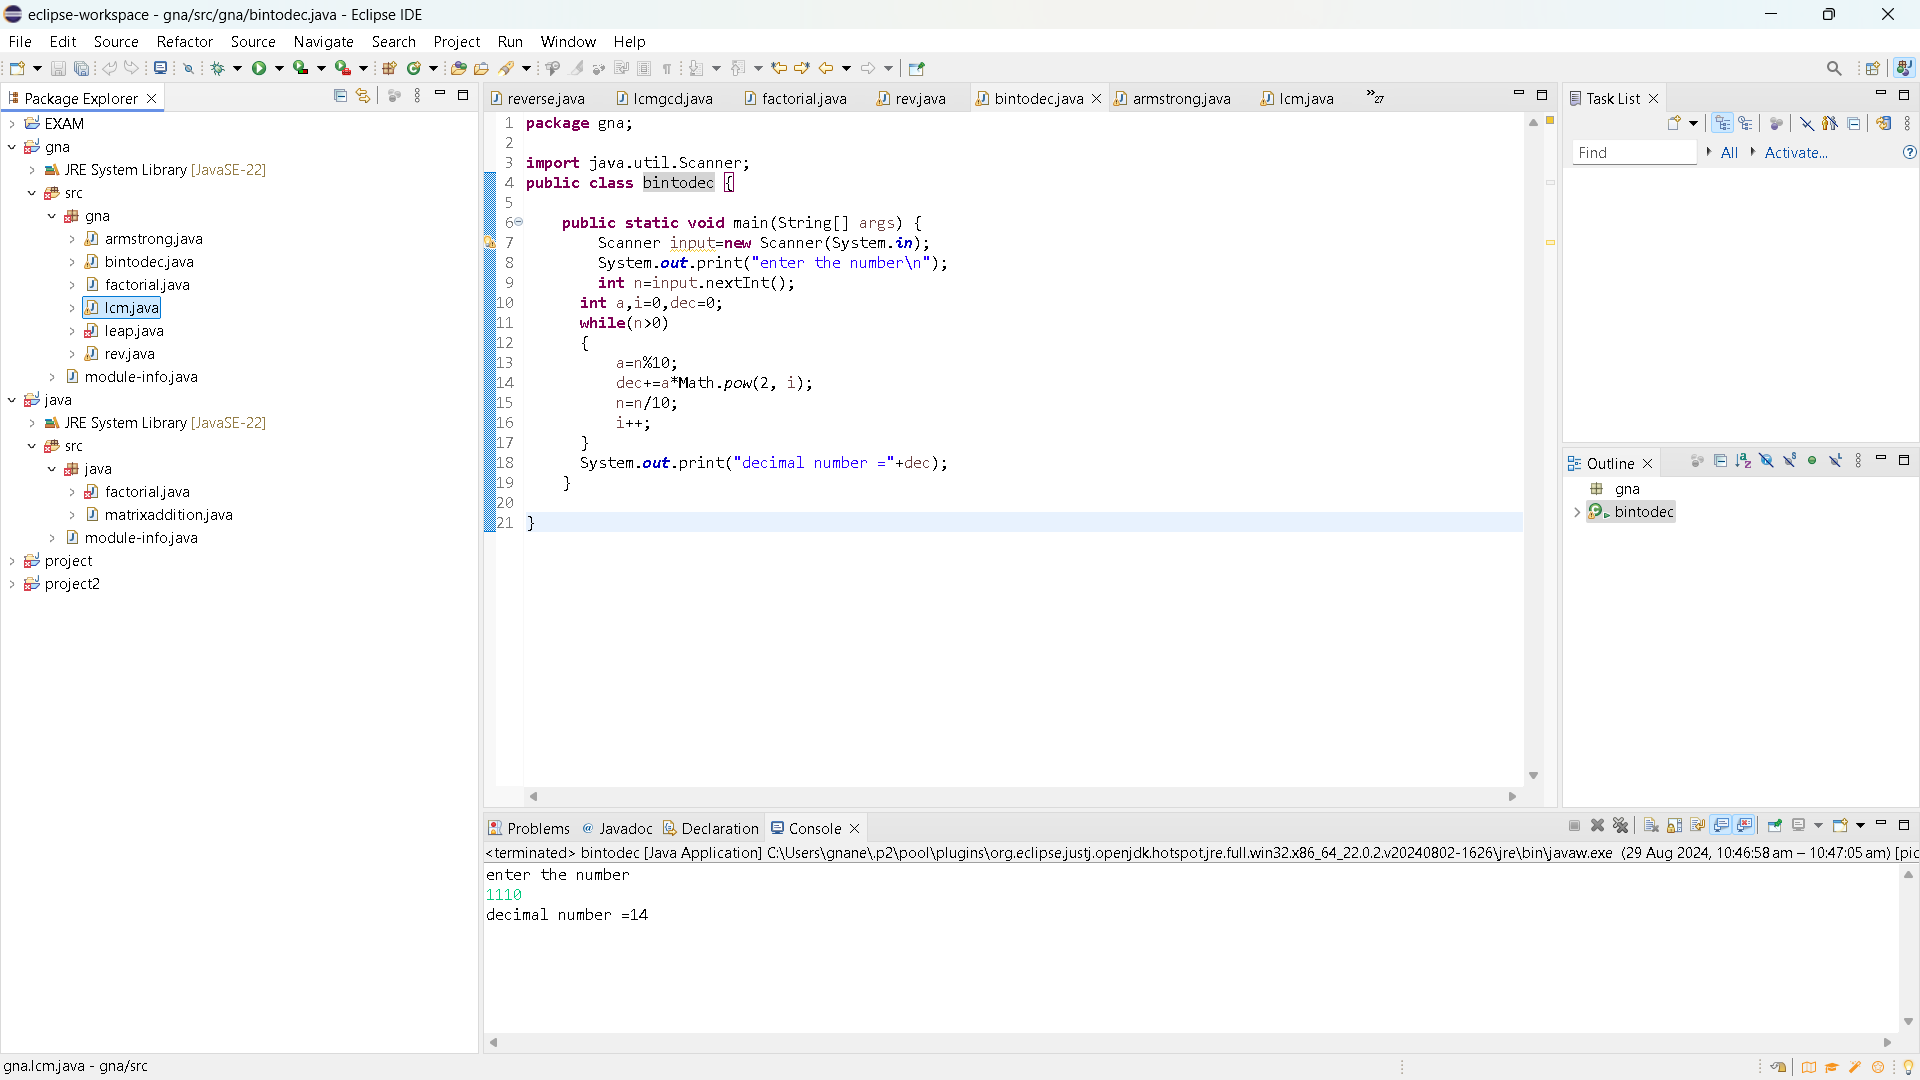 eclipse-workspace - gna/src/gna/bintodec.java - Eclipse IDE
File Edit Source Refactor Source Navigate Search Project Run Window Help
Package Explorer
EXAM
gna
JRE System Library [JavaSE-22]
src
gna
armstrong.java
bintodec.java
factorial.java
lcm.java
leap.java
rev.java
module-info.java
java
JRE System Library [JavaSE-22]
src
java
factorial.java
matrixaddition.java
module-info.java
project
project2
reverse.java lcmgcd.java factorial.java rev.java bintodec.java armstrong.java lcm.java »27
1 package gna;
2
3 import java.util.Scanner;
4 public class bintodec {
5
6 public static void main(String[] args) {
7 Scanner input=new Scanner(System.in);
8 System.out.print("enter the number\n");
9 int n=input.nextInt();
10 int a,i=0,dec=0;
11 while(n>0)
12 {
13 a=n%10;
14 dec+=a*Math.pow(2, i);
15 n=n/10;
16 i++;
17 }
18 System.out.print("decimal number ="+dec);
19 }
20
21 }
Task List
Find All Activate...
Outline
gna
bintodec
Problems Javadoc Declaration Console
<terminated> bintodec [Java Application] C:\Users\gnane\.p2\pool\plugins\org.eclipse.justj.openjdk.hotspot.jre.full.win32.x86_64_22.0.2.v20240802-1626\jre\bin\javaw.exe (29 Aug 2024, 10:46:58 am – 10:47:05 am) [pic
enter the number
1110
decimal number =14
gna.lcm.java - gna/src